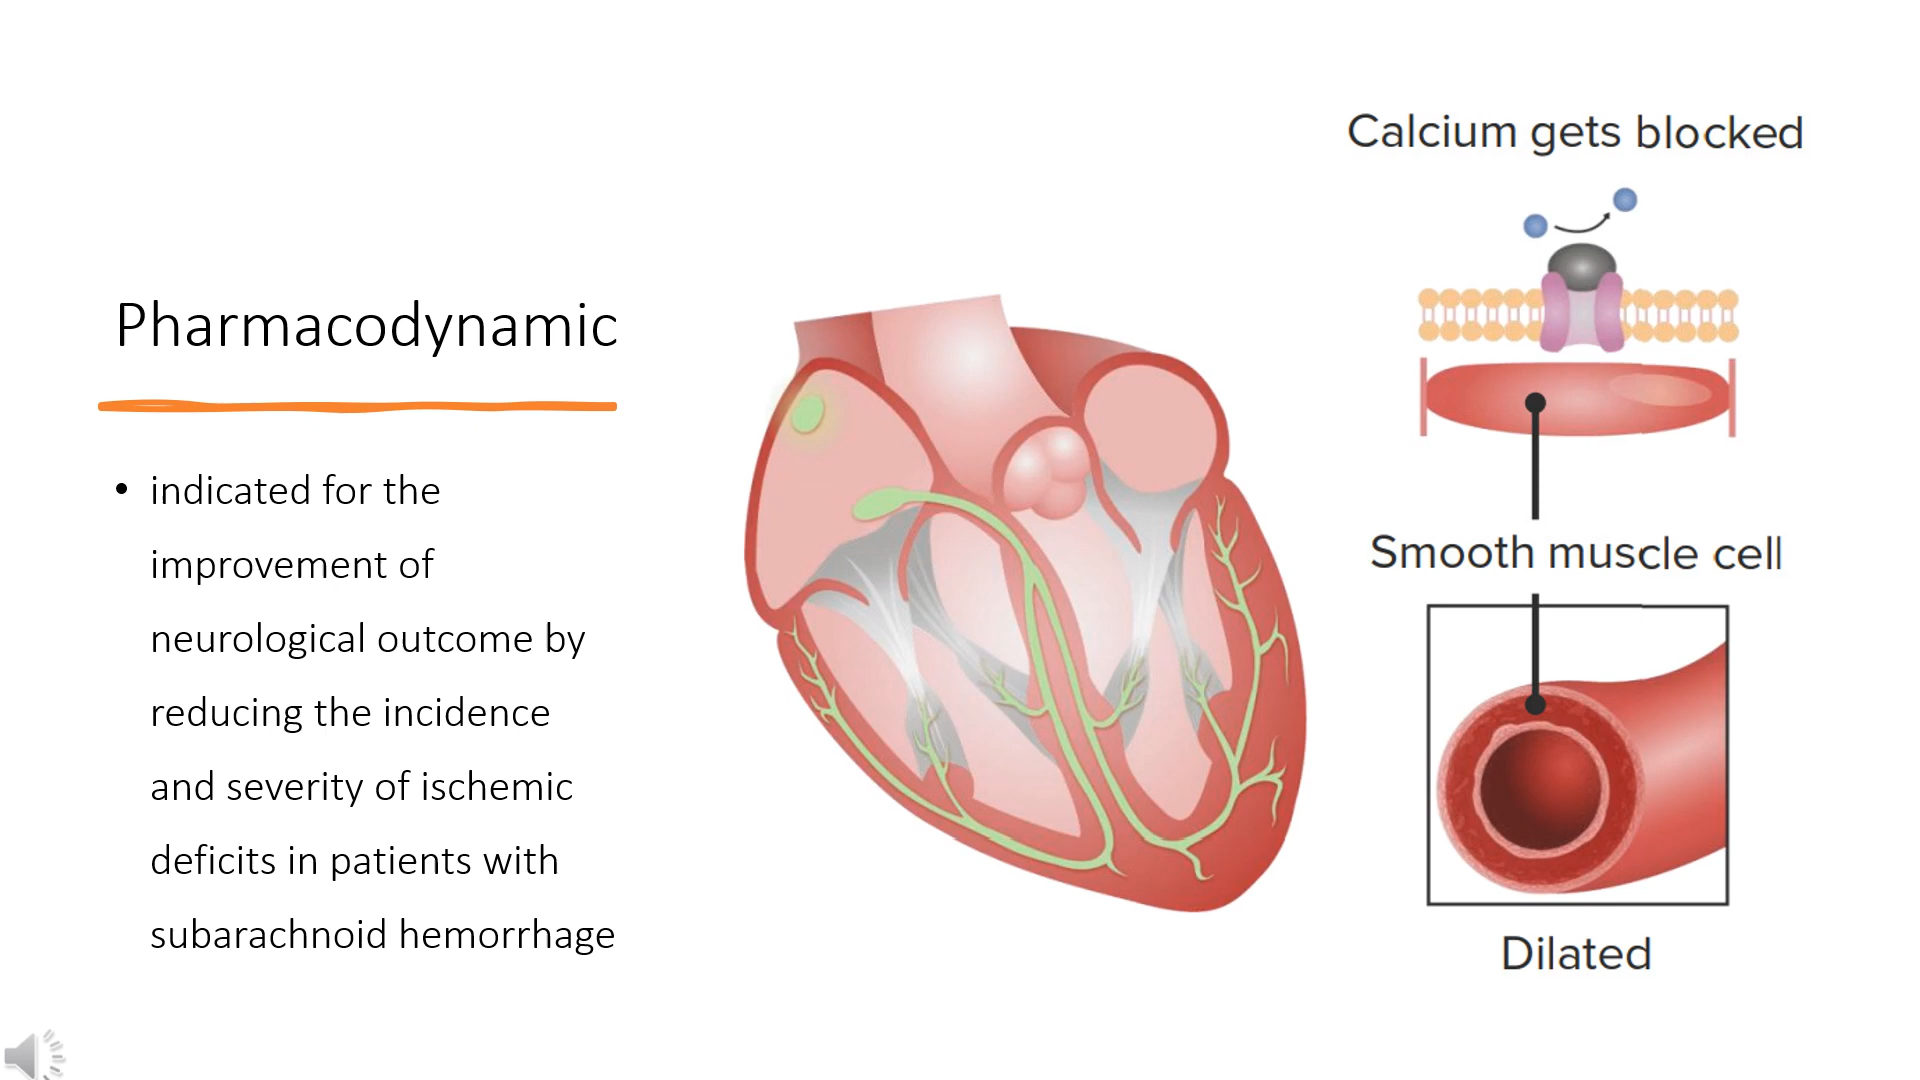 Pharmacodynamic
• indicated for the
improvement of
neurological outcome by
reducing the incidence
and severity of ischemic
deficits in patients with
subarachnoid hemorrhage
Calcium gets blocked
Smooth muscle cell
Dilated